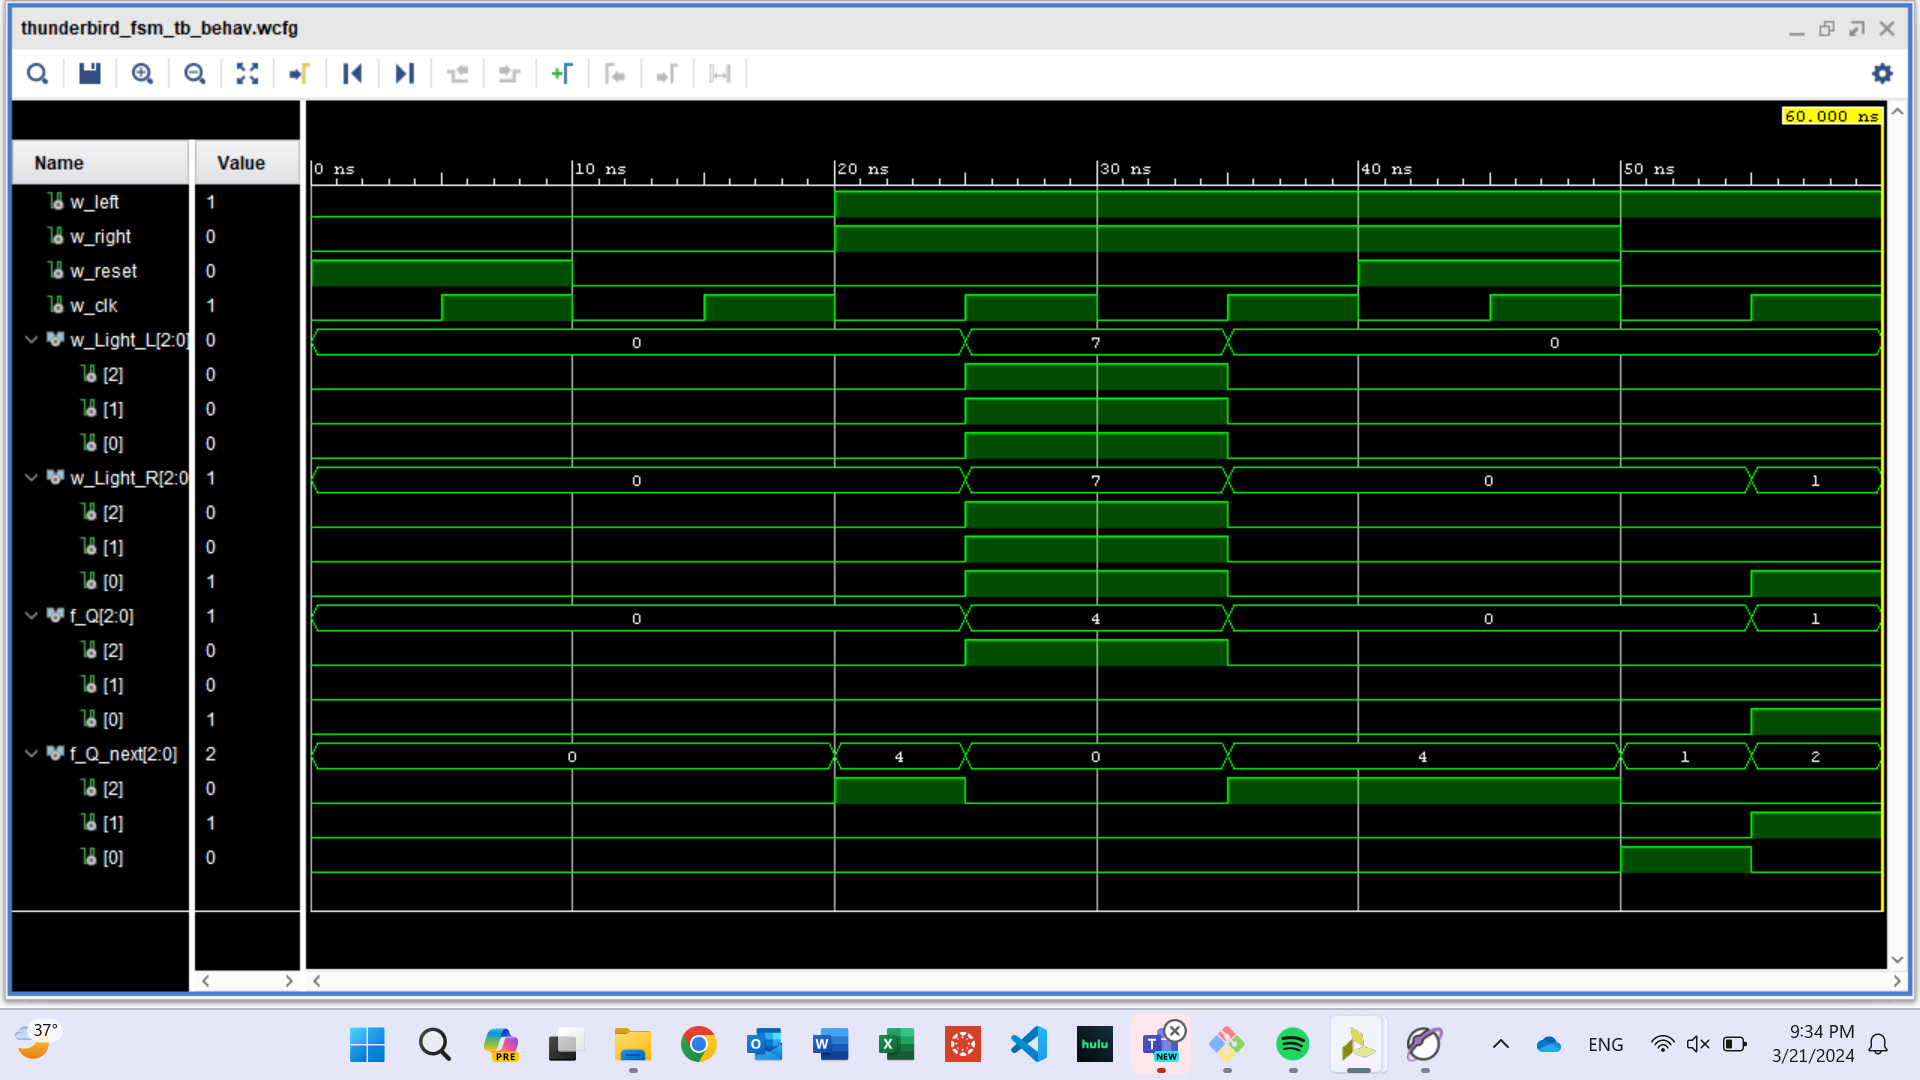 thunderbird_fsm_tb_behav.wcfg
60.000 ns
Name Value
0 ns 10 ns 20 ns 30 ns 40 ns 50 ns
w_left 1
w_right 0
w_reset 0
w_clk 1
w_Light_L[2:0] 0 0 7 0
[2] 0
[1] 0
[0] 0
w_Light_R[2:0 1 0 7 0 1
[2] 0
[1] 0
[0] 1
f_Q[2:0] 1 0 4 0 1
[2] 0
[1] 0
[0] 1
f_Q_next[2:0] 2 0 4 0 4 1 2
[2] 0
[1] 1
[0] 0
37°
PRE
hulu
NEW
ENG
9:34 PM
3/21/2024